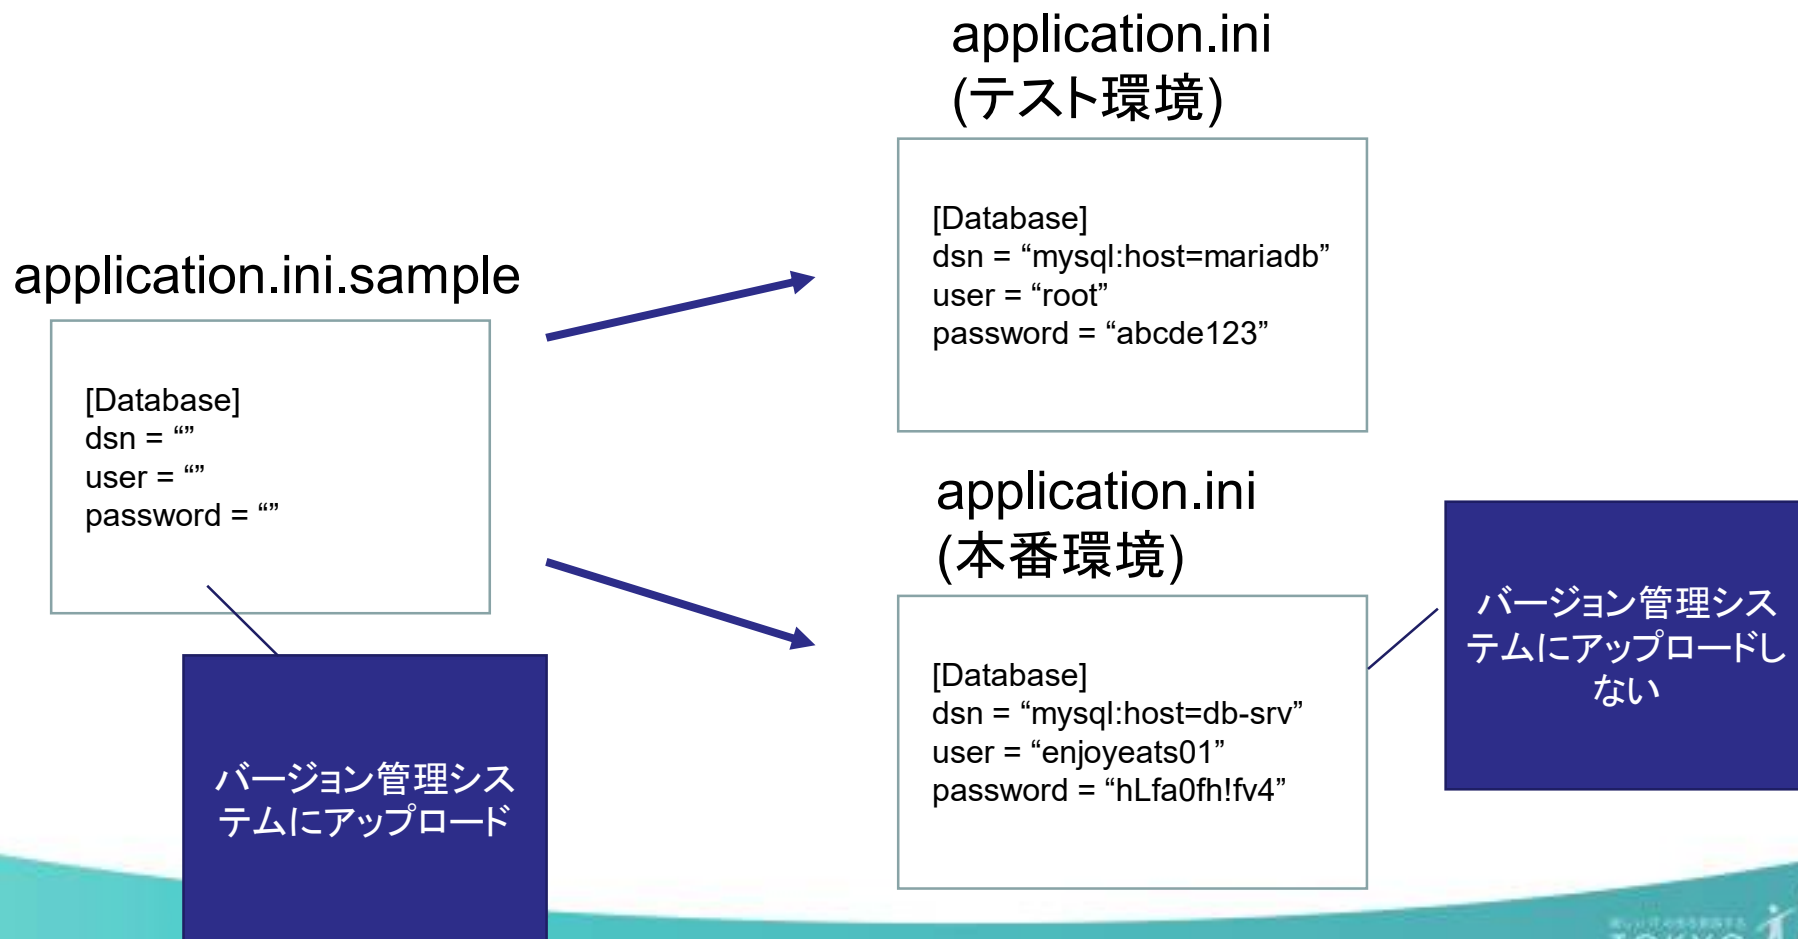 application.ini
(テスト環境)
[Database]
dsn = “mysql:host=mariadb”
user = “root”
password = “abcde123”
application.ini.sample
[Database]
dsn = “”
user = “”
password = “”
バージョン管理シス
テムにアップロード
application.ini
(本番環境)
[Database]
dsn = “mysql:host=db-srv”
user = “enjoyeats01”
password = “hLfa0fh!fv4”
バージョン管理シス
テムにアップロードし
ない